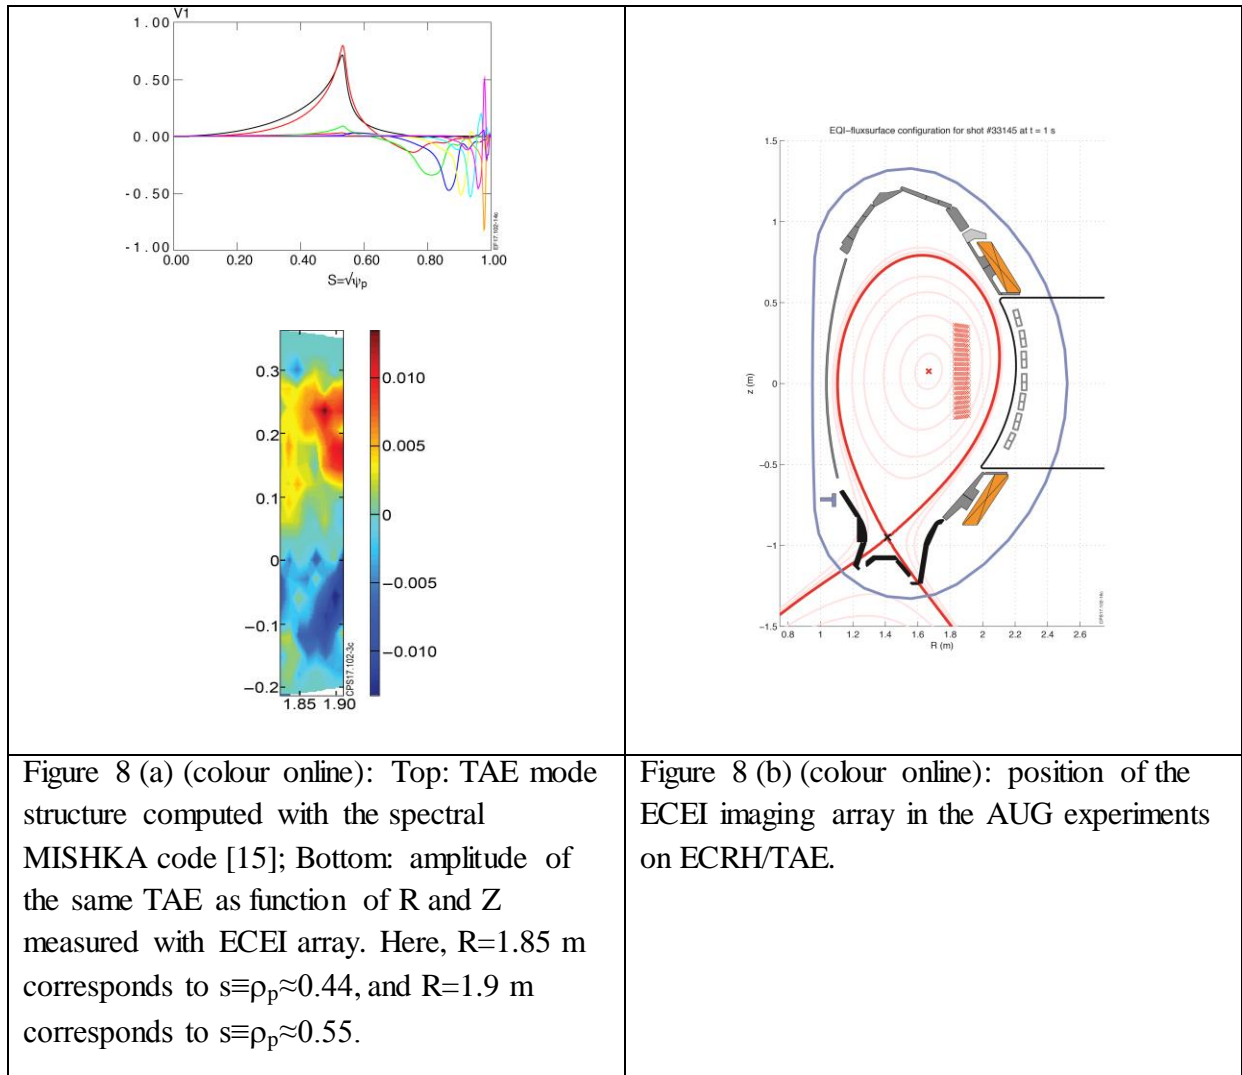 V1
1.00
0.50
0.00
-0.50
-1.00
0.00 0.20 0.40 0.60 0.80 1.00
S=√ψp
EF17.102-14c
0.3
0.2
0.1
0
−0.1
−0.2
1.85 1.90
0.010
0.005
0
−0.005
−0.010
CPS17.102-3c
EQI−fluxsurface configuration for shot #33145 at t = 1 s
1.5
1
0.5
0
−0.5
−1
−1.5
z (m)
0.8 1 1.2 1.4 1.6 1.8 2 2.2 2.4 2.6
R (m)
Figure 8 (a) (colour online): Top: TAE mode
structure computed with the spectral
MISHKA code [15]; Bottom: amplitude of
the same TAE as function of R and Z
measured with ECEI array. Here, R=1.85 m
corresponds to s≡ρp≈0.44, and R=1.9 m
corresponds to s≡ρp≈0.55.
Figure 8 (b) (colour online): position of the
ECEI imaging array in the AUG experiments
on ECRH/TAE.